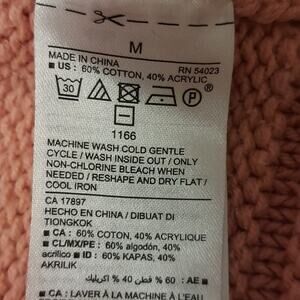 M
MADE IN CHINA RN 54023
■ US : 60% COTTON, 40% ACRYLIC
30 P ®
1166
MACHINE WASH COLD GENTLE
CYCLE / WASH INSIDE OUT / ONLY
NON-CHLORINE BLEACH WHEN
NEEDED / RESHAPE AND DRY FLAT /
COOL IRON
CA 17897
HECHO EN CHINA / DIBUAT DI
TIONGKOK
■ CA : 60% COTON, 40% ACRYLIQUE
■ CL/MX/PE : 60% algodón, 40%
acrílico ■ ID : 60% KAPAS, 40%
AKRILIK
■ AE : 60 % قطن 40 % اكريليك
■ CA : LAVER À LA MACHINE À L'EAU